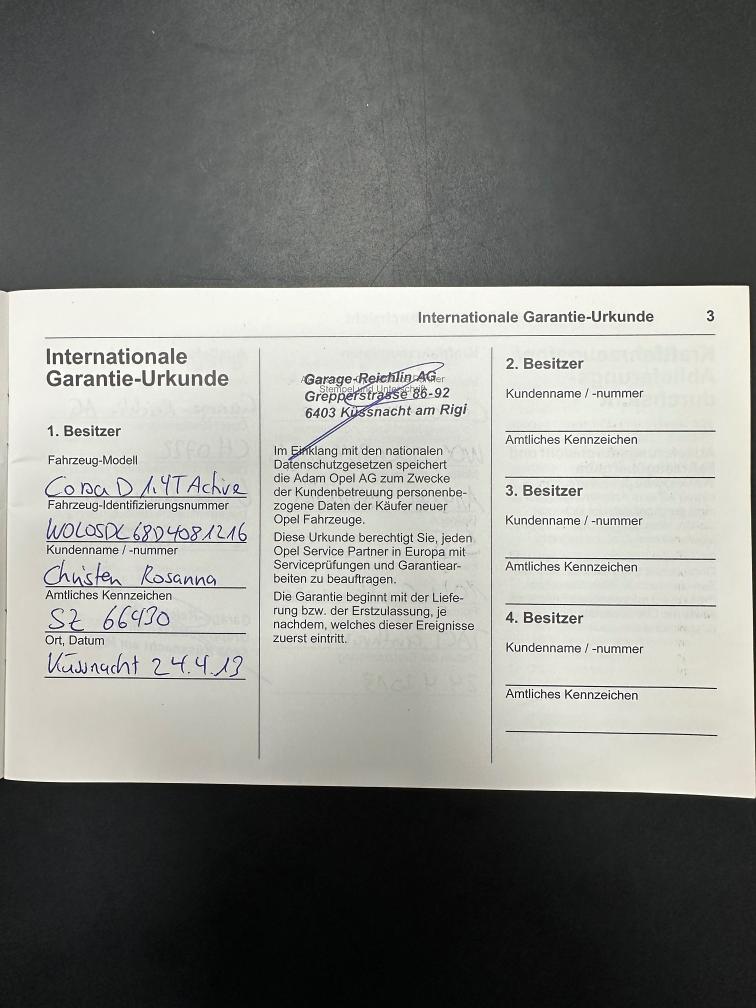 Internationale Garantie-Urkunde 3
Internationale
Garantie-Urkunde
1. Besitzer
Fahrzeug-Modell
Corsa D 1.4T Active
Fahrzeug-Identifizierungsnummer
W0L0SDL68D4081216
Kundenname / -nummer
Christen Rosanna
Amtliches Kennzeichen
SZ 66430
Ort, Datum
Küssnacht 24.4.13
Stempel und Unterschrift
Garage-Reichlin AG
Grepperstrasse 86-92
6403 Küssnacht am Rigi
Im Einklang mit den nationalen
Datenschutzgesetzen speichert
die Adam Opel AG zum Zwecke
der Kundenbetreuung personenbe-
zogene Daten der Käufer neuer
Opel Fahrzeuge.
Diese Urkunde berechtigt Sie, jeden
Opel Service Partner in Europa mit
Serviceprüfungen und Garantiear-
beiten zu beauftragen.
Die Garantie beginnt mit der Liefe-
rung bzw. der Erstzulassung, je
nachdem, welches dieser Ereignisse
zuerst eintritt.
2. Besitzer
Kundenname / -nummer
Amtliches Kennzeichen
3. Besitzer
Kundenname / -nummer
Amtliches Kennzeichen
4. Besitzer
Kundenname / -nummer
Amtliches Kennzeichen